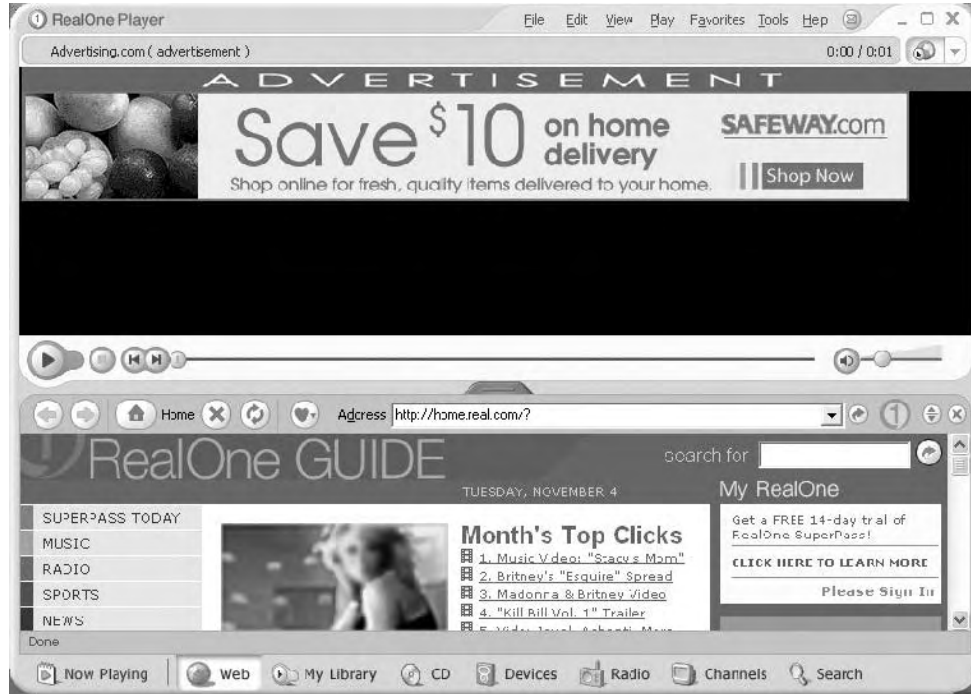 RealOne Player File Edit View Play Favorites Tools Help
Advertising.com ( advertisement ) 0:00 / 0:01
ADVERTISEMENT
Save $10 on home delivery
SAFEWAY.com
Shop online for fresh, quality items delivered to your home.
Shop Now
Home Address http://home.real.com/?
RealOne GUIDE
search for
TUESDAY, NOVEMBER 4
My RealOne
SUPERPASS TODAY
MUSIC
RADIO
SPORTS
NEWS
Month's Top Clicks
1. Music Video: "Stacy's Mom"
2. Britney's "Esquire" Spread
3. Madonna & Britney Video
4. "Kill Bill Vol. 1" Trailer
Get a FREE 14-day trial of
RealOne SuperPass!
CLICK HERE TO LEARN MORE
Please Sign In
Done
Now Playing Web My Library CD Devices Radio Channels Search